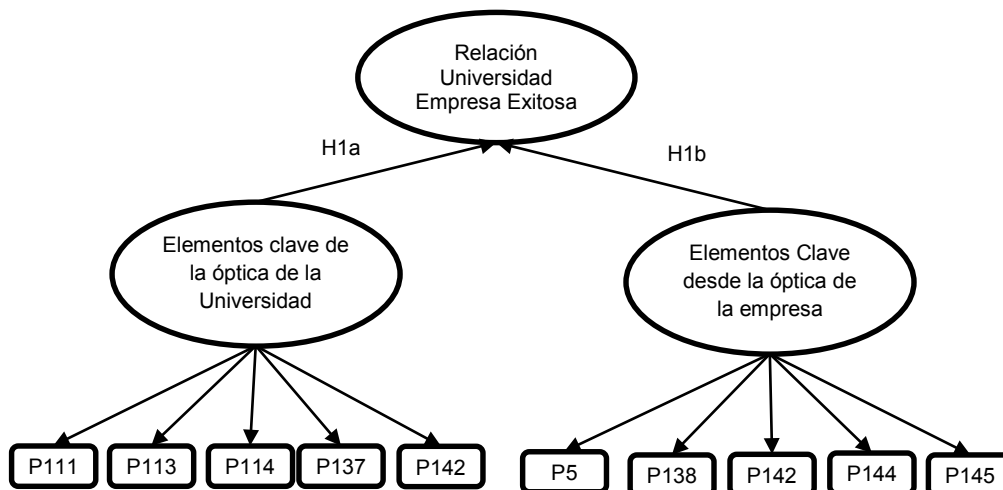 Relación
Universidad
Empresa Exitosa
H1a
H1b
Elementos clave de
la óptica de la
Universidad
Elementos Clave
desde la óptica de
la empresa
P111
P113
P114
P137
P142
P5
P138
P142
P144
P145